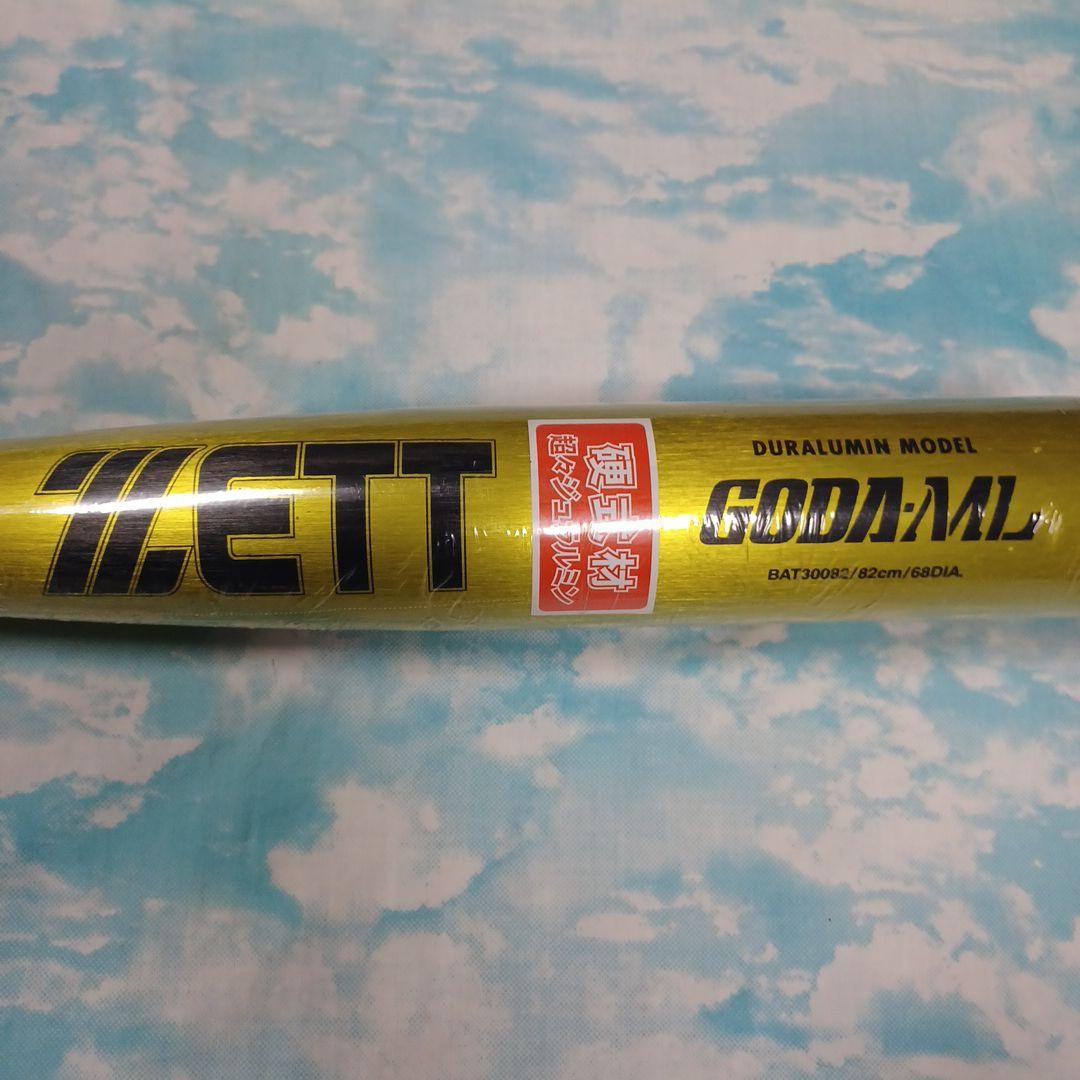 ZETT
硬式材
超々ジュラルミン
DURALUMIN MODEL
GODA-ML
BAT30082/82cm/68DIA.